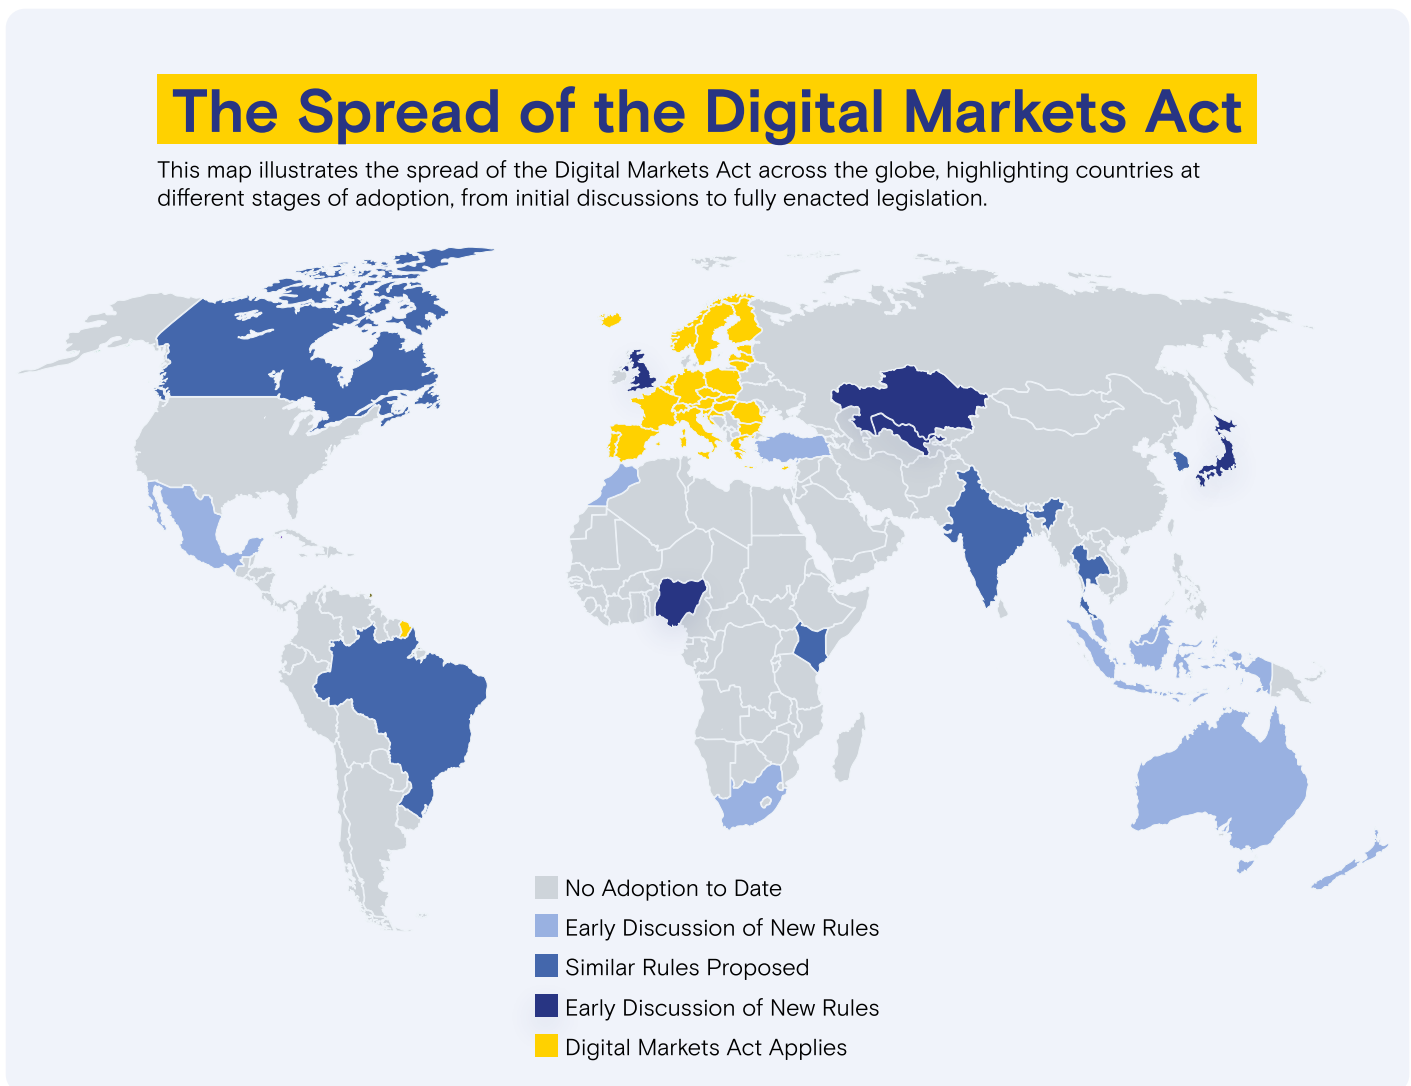 The Spread of the Digital Markets Act
This map illustrates the spread of the Digital Markets Act across the globe, highlighting countries at
different stages of adoption, from initial discussions to fully enacted legislation.
No Adoption to Date
Early Discussion of New Rules
Similar Rules Proposed
Early Discussion of New Rules
Digital Markets Act Applies